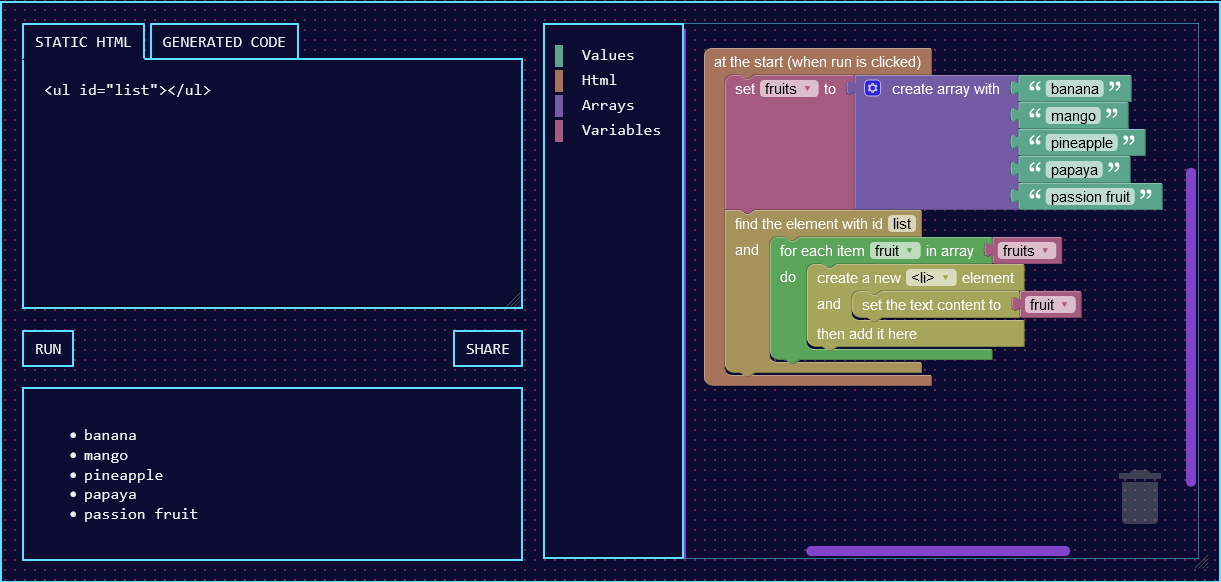 STATIC HTML
GENERATED CODE
<ul id="list"></ul>
RUN
SHARE
• banana
• mango
• pineapple
• papaya
• passion fruit
Values
Html
Arrays
Variables
at the start (when run is clicked)
set fruits ▾ to create array with “ banana ”
“ mango ”
“ pineapple ”
“ papaya ”
“ passion fruit ”
find the element with id list
and for each item fruit ▾ in array fruits ▾
do create a new <li> ▾ element
and set the text content to fruit ▾
then add it here